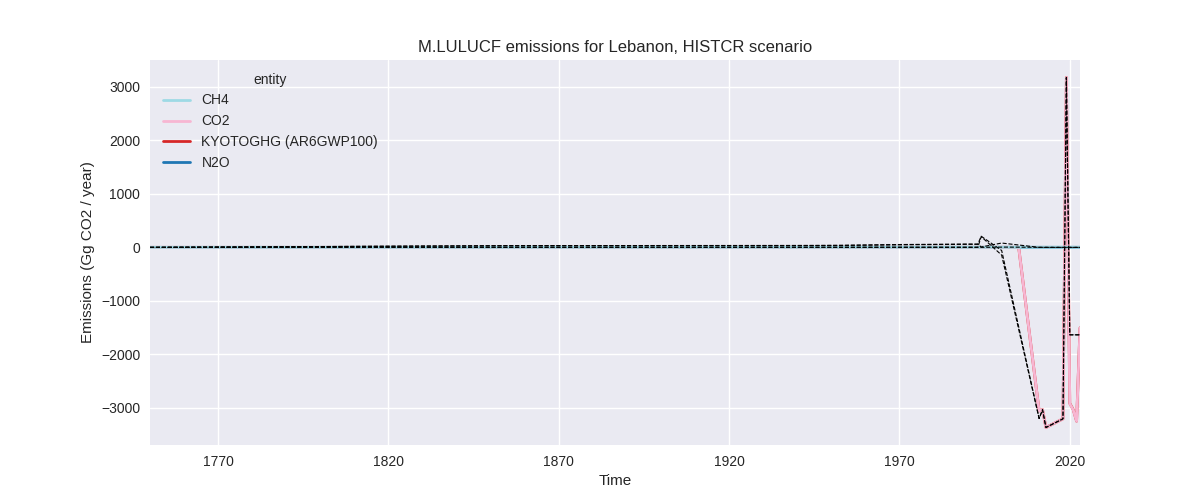 M.LULUCF emissions for Lebanon, HISTCR scenario
entity
CH4
CO2
KYOTOGHG (AR6GWP100)
N2O
Emissions (Gg CO2 / year)
3000
2000
1000
0
−1000
−2000
−3000
1770
1820
1870
1920
1970
2020
Time